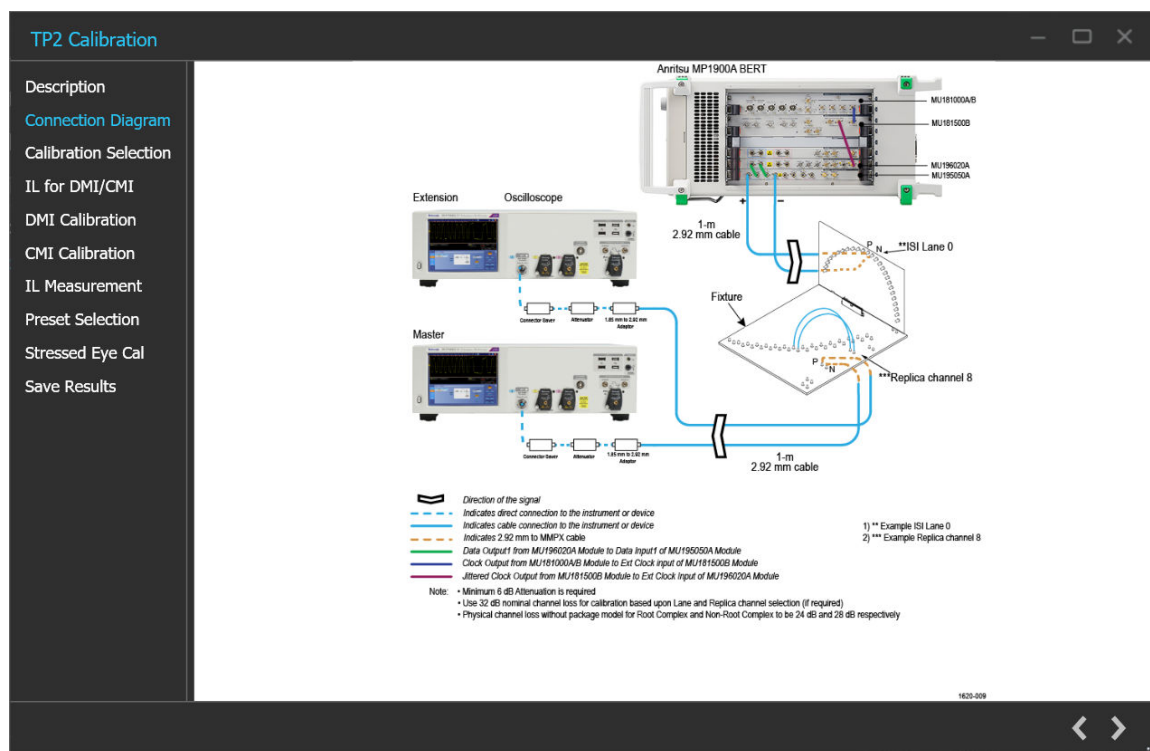 TP2 Calibration
Description
Connection Diagram
Calibration Selection
IL for DMI/CMI
DMI Calibration
CMI Calibration
IL Measurement
Preset Selection
Stressed Eye Cal
Save Results
Anritsu MP1900A BERT
MU181000A/B
MU181500B
MU196020A
MU195050A
+ −
Extension
Oscilloscope
1-m
2.92 mm cable
P
N
**ISI Lane 0
Fixture
Connector Saver
Attenuator
1.85 mm to 2.92 mm
Adaptor
Master
P
N
***Replica channel 8
Connector Saver
Attenuator
1.85 mm to 2.92 mm
Adaptor
1-m
2.92 mm cable
Direction of the signal
Indicates direct connection to the instrument or device
Indicates cable connection to the instrument or device
Indicates 2.92 mm to MMPX cable
Data Output1 from MU196020A Module to Data Input1 of MU195050A Module
Clock Output from MU181000A/B Module to Ext Clock input of MU181500B Module
Jittered Clock Output from MU181500B Module to Ext Clock Input of MU196020A Module
1) ** Example ISI Lane 0
2) *** Example Replica channel 8
Note: • Minimum 6 dB Attenuation is required
• Use 32 dB nominal channel loss for calibration based upon Lane and Replica channel selection (if required)
• Physical channel loss without package model for Root Complex and Non-Root Complex to be 24 dB and 28 dB respectively
1620-009